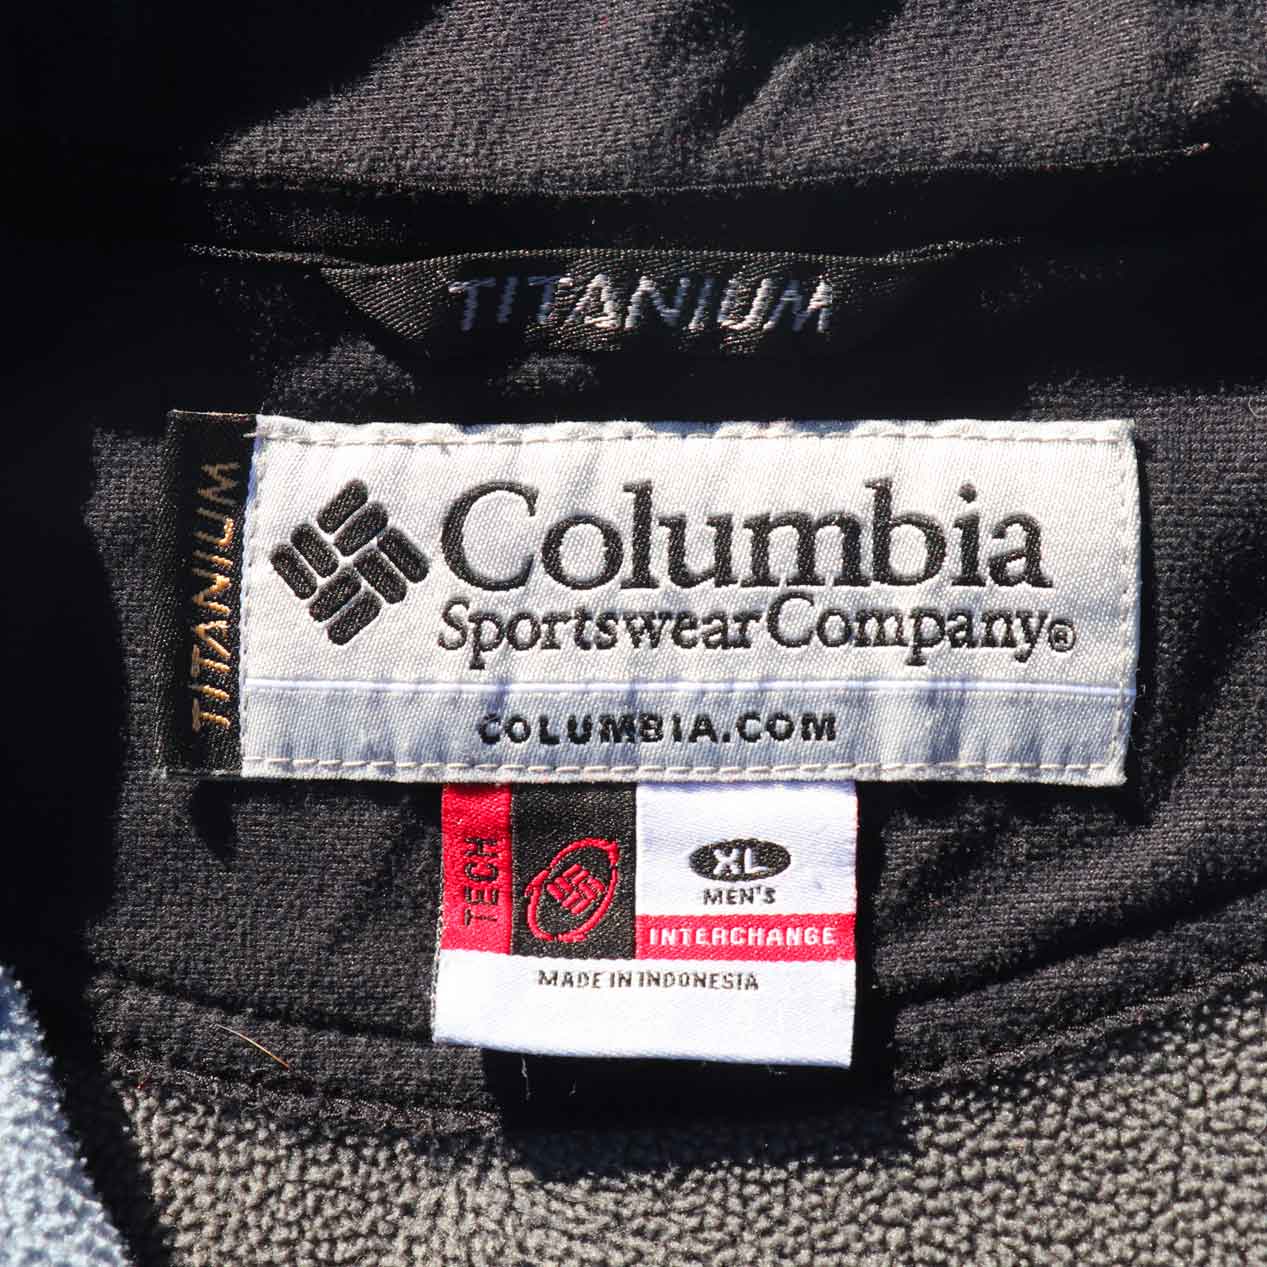 TITANIUM
TITANIUM
Columbia
Sportswear Company®
COLUMBIA.COM
TECH
XL
MEN'S
INTERCHANGE
MADE IN INDONESIA